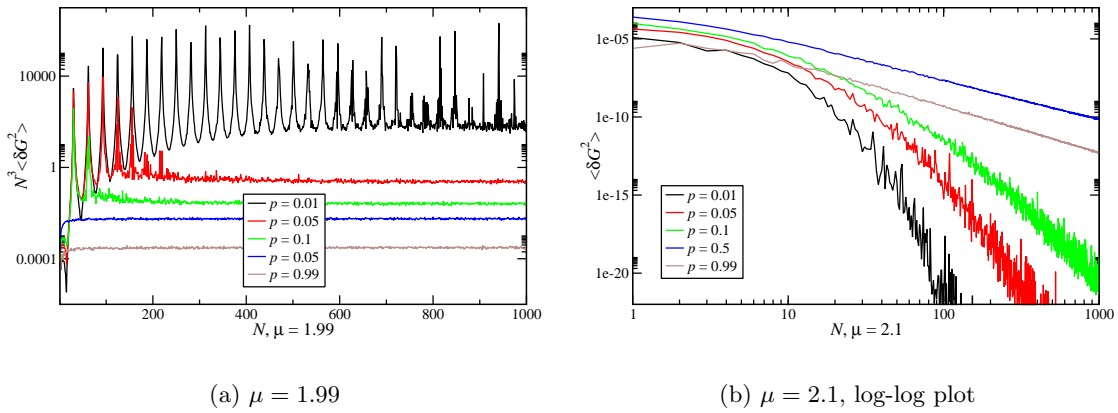 10000
1
0.0001
N³<δG²>
p = 0.01
p = 0.05
p = 0.1
p = 0.05
p = 0.99
200 400 600 800 1000
N, μ = 1.99
(a) μ = 1.99
1e-05
1e-10
1e-15
1e-20
<δG²>
p = 0.01
p = 0.05
p = 0.1
p = 0.5
p = 0.99
1 10 100 1000
N, μ = 2.1
(b) μ = 2.1, log-log plot